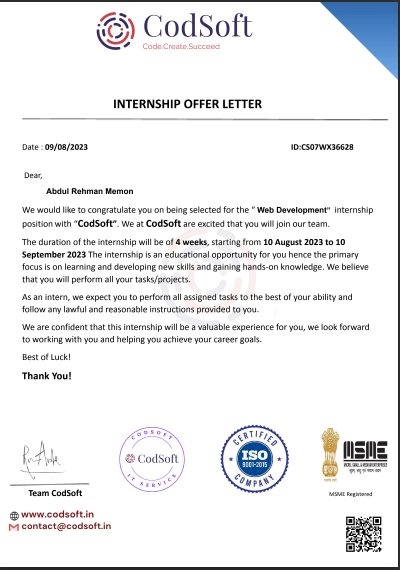 CodSoft
Code.Create.Succeed
INTERNSHIP OFFER LETTER
Date : 09/08/2023 ID:CS07WX36628
Dear,
Abdul Rehman Memon
We would like to congratulate you on being selected for the “ Web Development" internship
position with “CodSoft”. We at CodSoft are excited that you will join our team.
The duration of the internship will be of 4 weeks, starting from 10 August 2023 to 10
September 2023 The internship is an educational opportunity for you hence the primary
focus is on learning and developing new skills and gaining hands-on knowledge. We believe
that you will perform all your tasks/projects.
As an intern, we expect you to perform all assigned tasks to the best of your ability and
follow any lawful and reasonable instructions provided to you.
We are confident that this internship will be a valuable experience for you, we look forward
to working with you and helping you achieve your career goals.
Best of Luck!
Thank You!
CODSOFT
CodSoft
IT SERVICE
CERTIFIED
ISO
9001-2015
COMPANY
MSME
MICRO, SMALL & MEDIUM ENTERPRISES
Team CodSoft
MSME Registered
www.codsoft.in
contact@codsoft.in